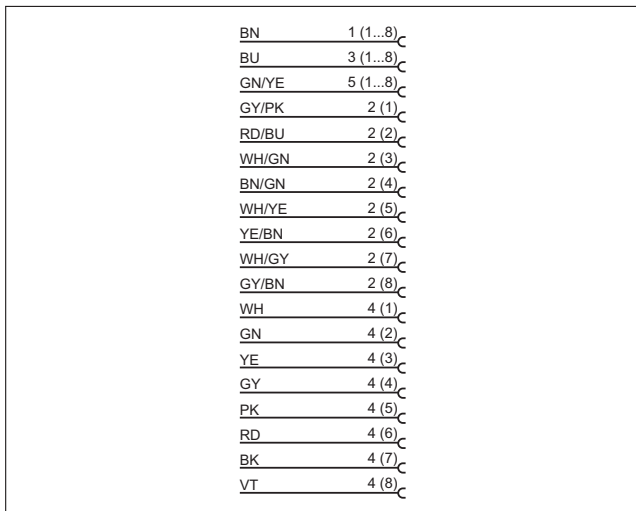 BN 1 (1...8)
BU 3 (1...8)
GN/YE 5 (1...8)
GY/PK 2 (1)
RD/BU 2 (2)
WH/GN 2 (3)
BN/GN 2 (4)
WH/YE 2 (5)
YE/BN 2 (6)
WH/GY 2 (7)
GY/BN 2 (8)
WH 4 (1)
GN 4 (2)
YE 4 (3)
GY 4 (4)
PK 4 (5)
RD 4 (6)
BK 4 (7)
VT 4 (8)